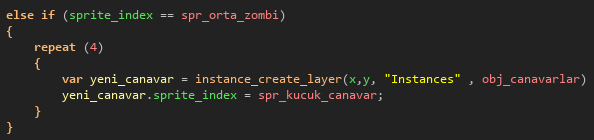 else if (sprite_index == spr_orta_zombi)
{
repeat (4)
{
var yeni_canavar = instance_create_layer(x,y, "Instances" , obj_canavarlar)
yeni_canavar.sprite_index = spr_kucuk_canavar;
}
}